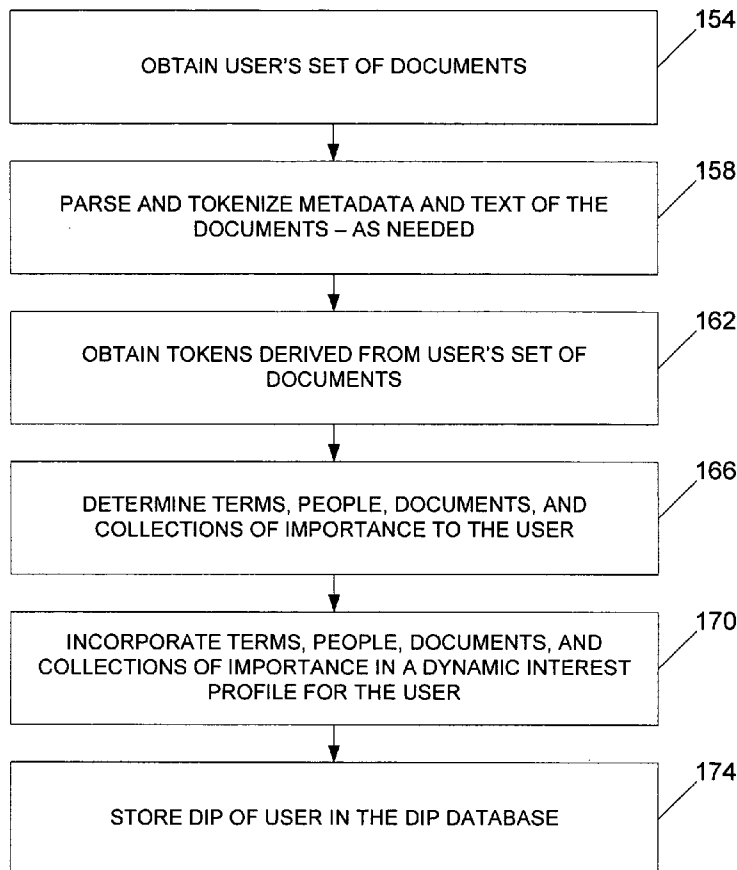 154
OBTAIN USER'S SET OF DOCUMENTS
158
PARSE AND TOKENIZE METADATA AND TEXT OF THE
DOCUMENTS – AS NEEDED
162
OBTAIN TOKENS DERIVED FROM USER'S SET OF
DOCUMENTS
166
DETERMINE TERMS, PEOPLE, DOCUMENTS, AND
COLLECTIONS OF IMPORTANCE TO THE USER
170
INCORPORATE TERMS, PEOPLE, DOCUMENTS, AND
COLLECTIONS OF IMPORTANCE IN A DYNAMIC INTEREST
PROFILE FOR THE USER
174
STORE DIP OF USER IN THE DIP DATABASE